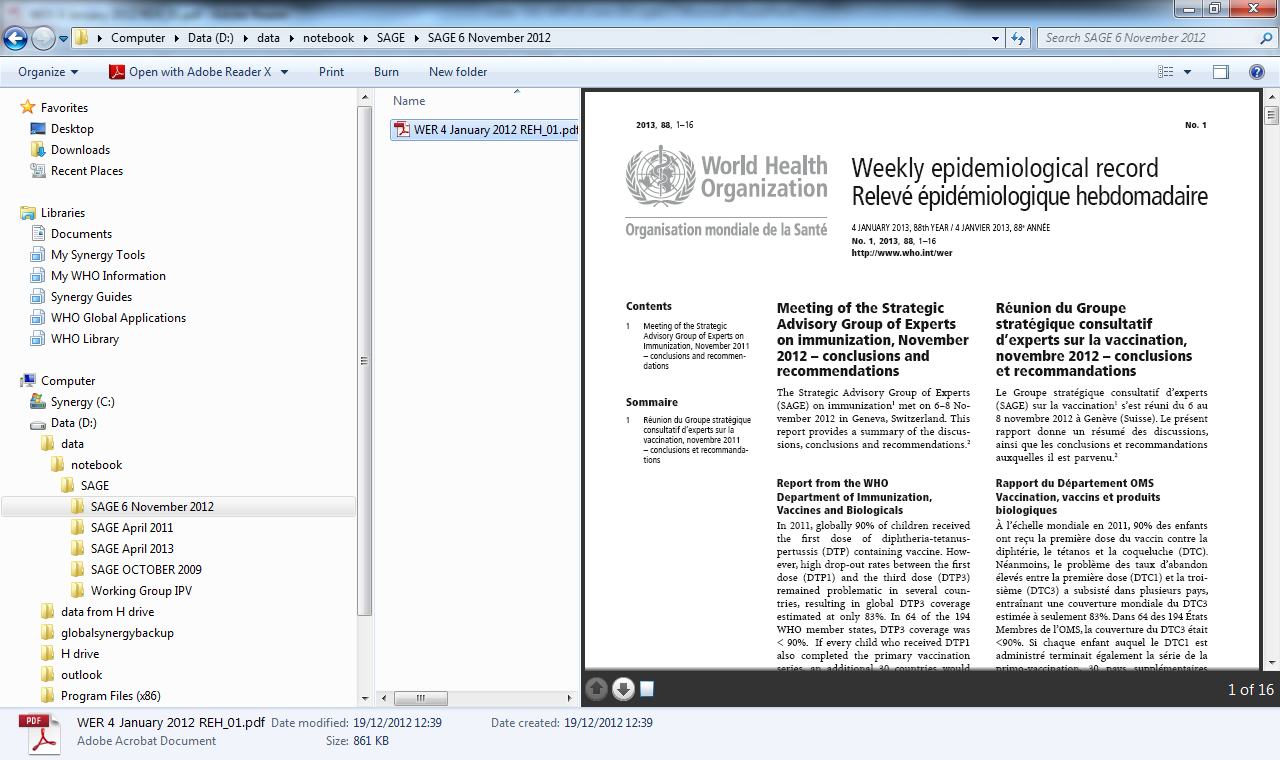 Computer
Data (D:)
data
notebook
SAGE
SAGE 6 November 2012
Search SAGE 6 November 2012
Organize
Open with Adobe Reader X
Print
Burn
New folder
Favorites
Desktop
Downloads
Recent Places
Libraries
Documents
My Synergy Tools
My WHO Information
Synergy Guides
WHO Global Applications
WHO Library
Computer
Synergy (C:)
Data (D:)
data
notebook
SAGE
SAGE 6 November 2012
SAGE April 2011
SAGE April 2013
SAGE OCTOBER 2009
Working Group IPV
data from H drive
globalsynergybackup
H drive
outlook
Program Files (x86)
Name
WER 4 January 2012 REH_01.pdf
2013, 88, 1–16
No. 1
World Health
Organization
Organisation mondiale de la Santé
Weekly epidemiological record
Relevé épidémiologique hebdomadaire
4 JANUARY 2013, 88th YEAR / 4 JANVIER 2013, 88e ANNÉE
No. 1, 2013, 88, 1–16
http://www.who.int/wer
Contents
1 Meeting of the Strategic
Advisory Group of Experts on
Immunization, November 2011
– conclusions and recommen-
dations
Sommaire
1 Réunion du Groupe stratégique
consultatif d'experts sur la
vaccination, novembre 2011
– conclusions et recommanda-
tions
Meeting of the Strategic
Advisory Group of Experts
on immunization, November
2012 – conclusions and
recommendations
The Strategic Advisory Group of Experts
(SAGE) on immunization1 met on 6–8 No-
vember 2012 in Geneva, Switzerland. This
report provides a summary of the discus-
sions, conclusions and recommendations.2
Report from the WHO
Department of Immunization,
Vaccines and Biologicals
In 2011, globally 90% of children received
the first dose of diphtheria-tetanus-
pertussis (DTP) containing vaccine. How-
ever, high drop-out rates between the first
dose (DTP1) and the third dose (DTP3)
remained problematic in several coun-
tries, resulting in global DTP3 coverage
estimated at only 83%. In 64 of the 194
WHO member states, DTP3 coverage was
< 90%. If every child who received DTP1
also completed the primary vaccination
series, an additional 30 countries would
Réunion du Groupe
stratégique consultatif
d'experts sur la vaccination,
novembre 2012 – conclusions
et recommandations
Le Groupe stratégique consultatif d'experts
(SAGE) sur la vaccination1 s'est réuni du 6 au
8 novembre 2012 à Genève (Suisse). Le présent
rapport donne un résumé des discussions,
ainsi que les conclusions et recommandations
auxquelles il est parvenu.2
Rapport du Département OMS
Vaccination, vaccins et produits
biologiques
À l'échelle mondiale en 2011, 90% des enfants
ont reçu la première dose du vaccin contre la
diphtérie, le tétanos et la coqueluche (DTC).
Néanmoins, le problème des taux d'abandon
élevés entre la première dose (DTC1) et la troi-
sième (DTC3) a subsisté dans plusieurs pays,
entraînant une couverture mondiale du DTC3
estimée à seulement 83%. Dans 64 des 194 États
Membres de l'OMS, la couverture du DTC3 était
<90%. Si chaque enfant auquel le DTC1 est
administré terminait également la série de la
primo-vaccination, 30 pays supplémentaires
1 of 16
WER 4 January 2012 REH_01.pdf
Date modified: 19/12/2012 12:39
Date created: 19/12/2012 12:39
Adobe Acrobat Document
Size: 861 KB
PDF